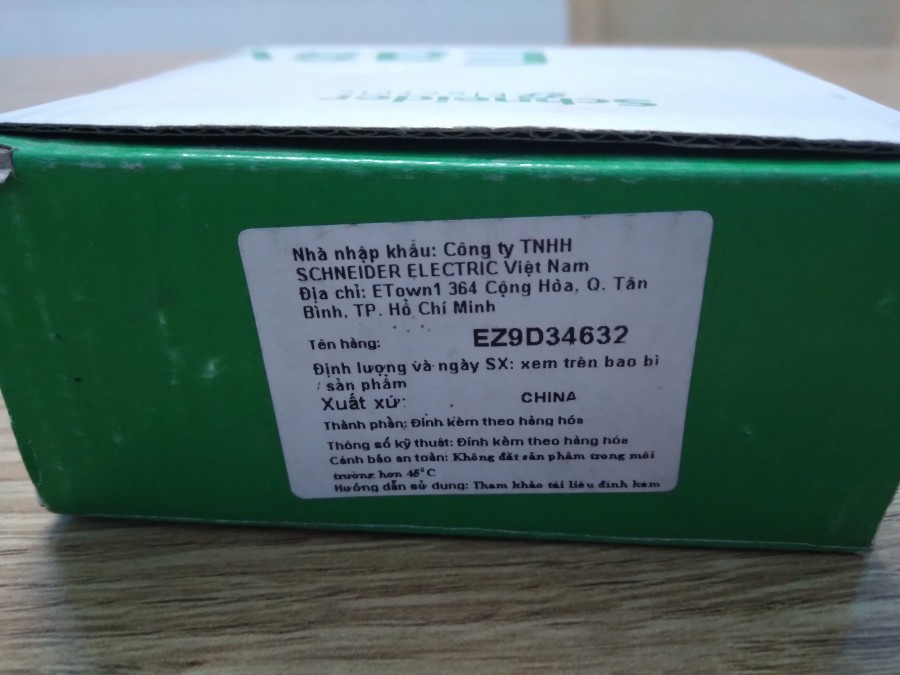 Easy
Schneider
Electric
Nhà nhập khẩu: Công ty TNHH
SCHNEIDER ELECTRIC Việt Nam
Địa chỉ: ETown1 364 Cộng Hòa, Q. Tân
Bình, TP. Hồ Chí Minh
Tên hàng: EZ9D34632
Định lượng và ngày SX: xem trên bao bì
/ sản phẩm
Xuất xứ: CHINA
Thành phần: Đính kèm theo hàng hóa
Thông số kỹ thuật: Đính kèm theo hàng hóa
Cảnh báo an toàn: Không đặt sản phẩm trong môi
trường hơn 45°C
Hướng dẫn sử dụng: Tham khảo tài liệu đính kèm